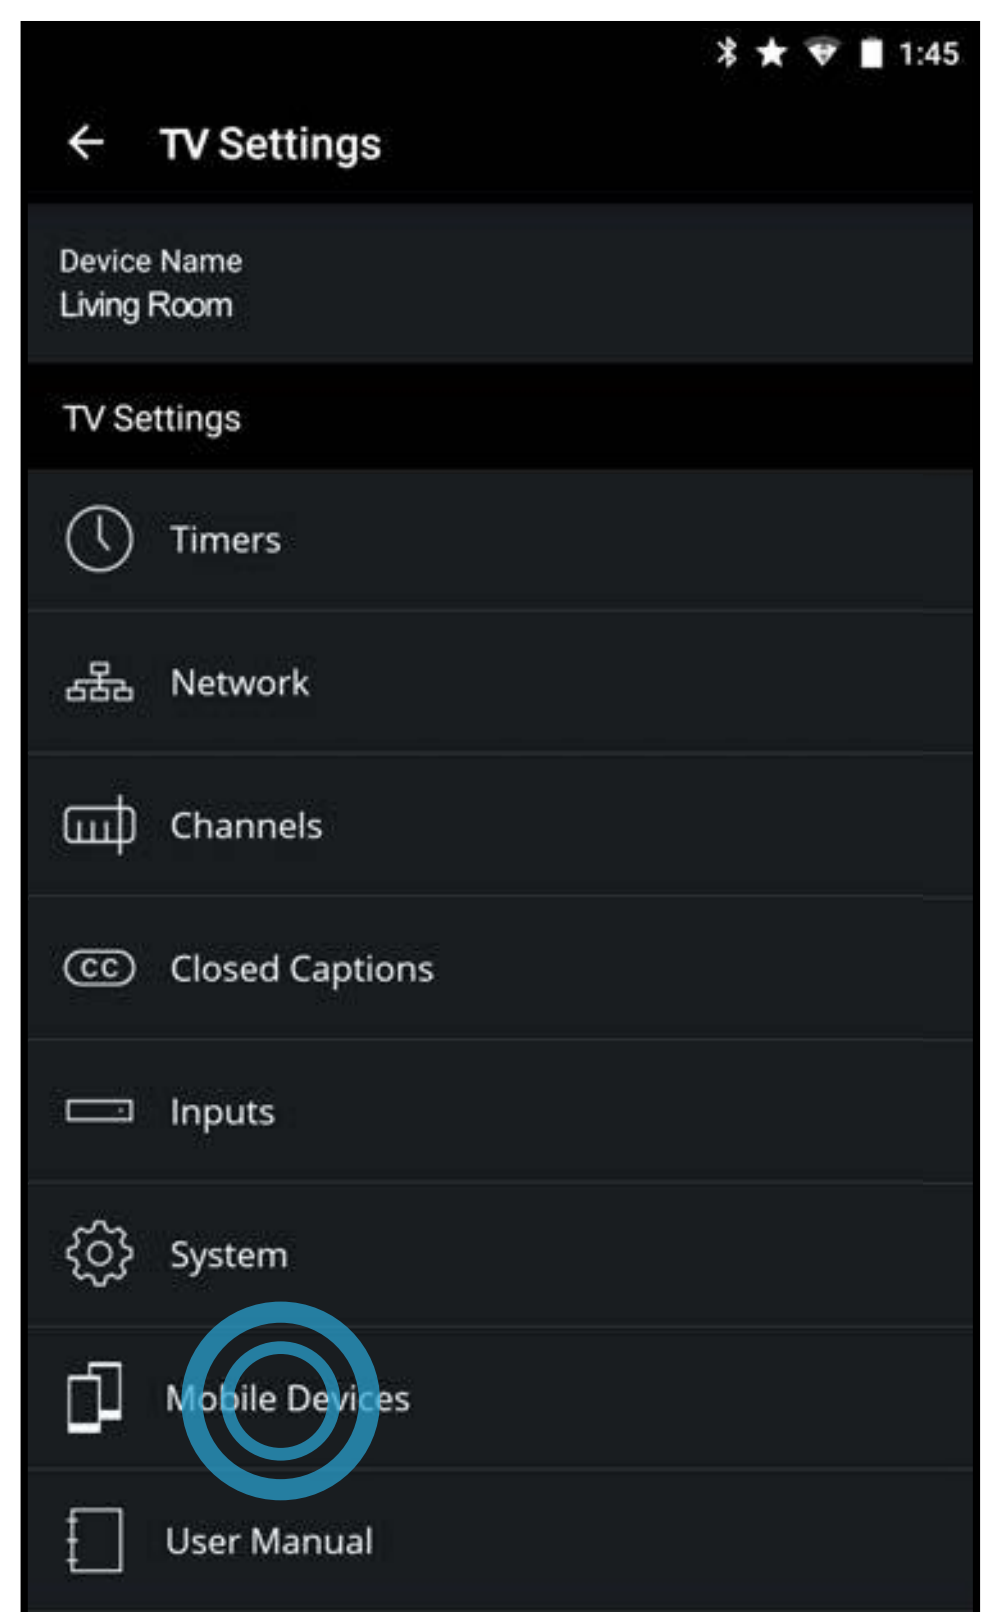 1:45
TV Settings
Device Name
Living Room
TV Settings
Timers
Network
Channels
CC Closed Captions
Inputs
System
Mobile Devices
User Manual